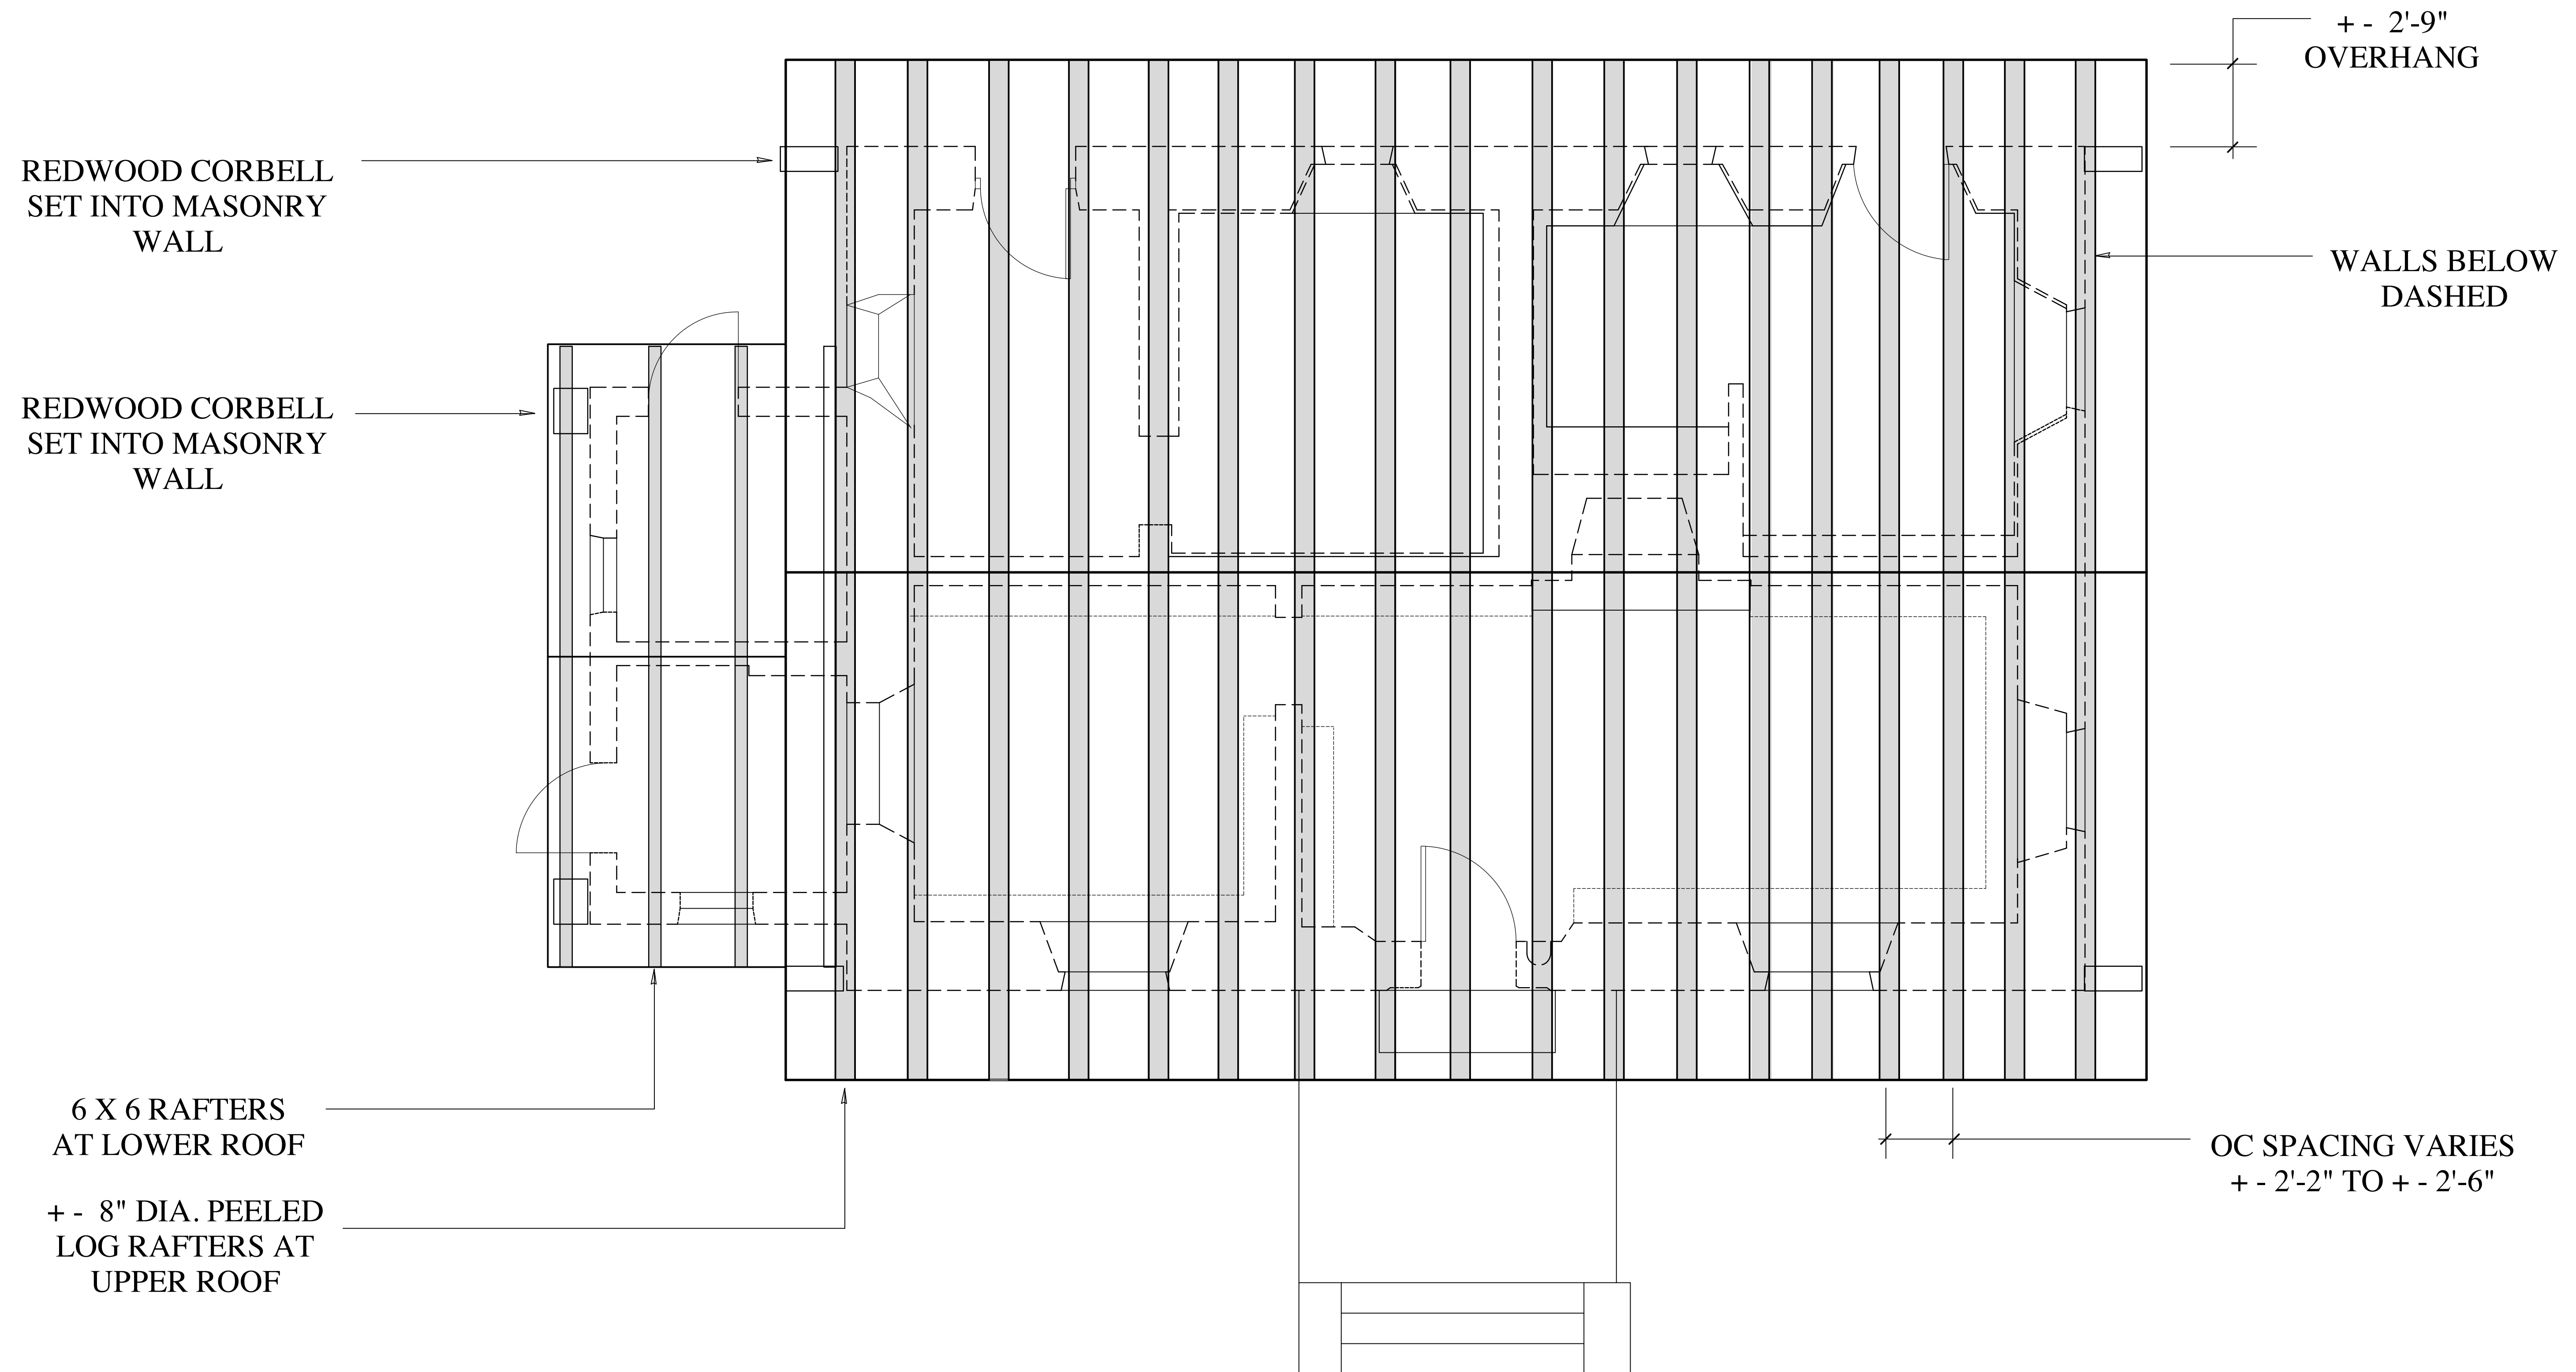 + -  2'-9"
OVERHANG
REDWOOD CORBELL
SET INTO MASONRY
WALL
WALLS BELOW
DASHED
REDWOOD CORBELL
SET INTO MASONRY
WALL
6 X 6 RAFTERS
AT LOWER ROOF
OC SPACING VARIES
+ - 2'-2" TO + - 2'-6"
+ -  8" DIA. PEELED
LOG RAFTERS AT
UPPER ROOF